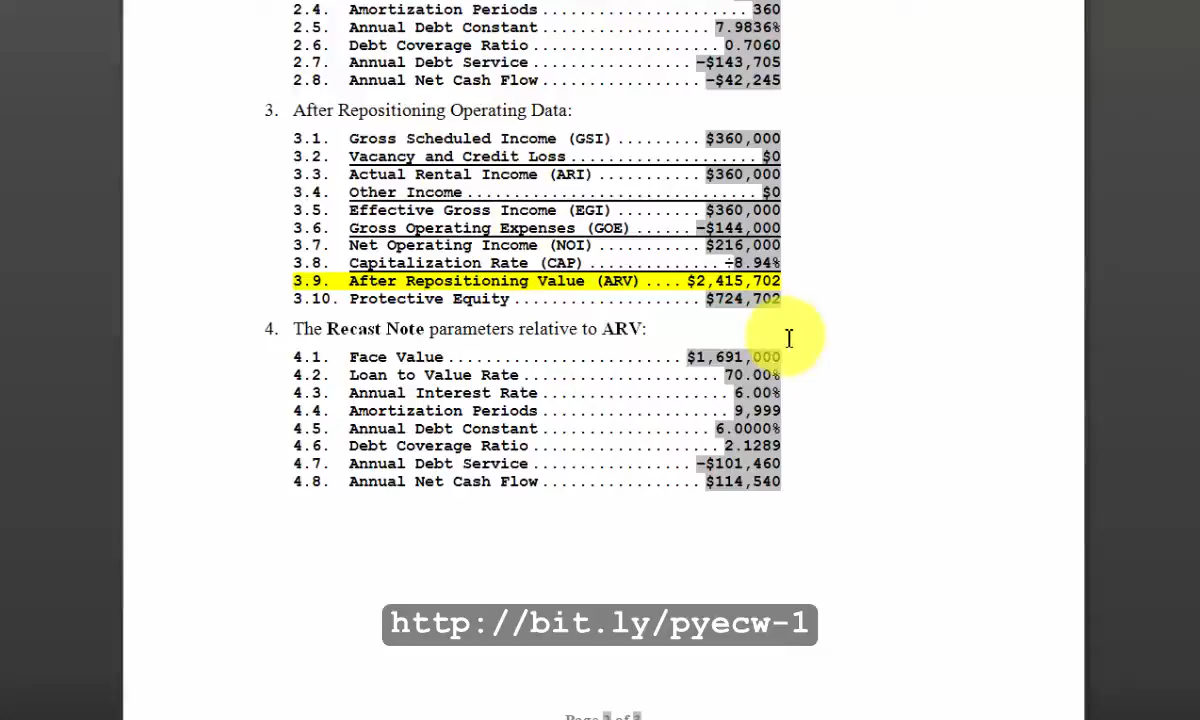 2.4. Amortization Periods ...................... 360
2.5. Annual Debt Constant .................. 7.9836%
2.6. Debt Coverage Ratio .................... 0.7060
2.7. Annual Debt Service ................. -$143,705
2.8. Annual Net Cash Flow ................. -$42,245
3. After Repositioning Operating Data:
3.1. Gross Scheduled Income (GSI) ......... $360,000
3.2. Vacancy and Credit Loss .................... $0
3.3. Actual Rental Income (ARI) ........... $360,000
3.4. Other Income ............................... $0
3.5. Effective Gross Income (EGI) ......... $360,000
3.6. Gross Operating Expenses (GOE) ...... -$144,000
3.7. Net Operating Income (NOI) ........... $216,000
3.8. Capitalization Rate (CAP) ............. ÷8.94%
3.9. After Repositioning Value (ARV) .... $2,415,702
3.10. Protective Equity .................... $724,702
4. The Recast Note parameters relative to ARV:
4.1. Face Value ......................... $1,691,000
4.2. Loan to Value Rate ..................... 70.00%
4.3. Annual Interest Rate .................... 6.00%
4.4. Amortization Periods .................... 9,999
4.5. Annual Debt Constant .................. 6.0000%
4.6. Debt Coverage Ratio .................... 2.1289
4.7. Annual Debt Service ................. -$101,460
4.8. Annual Net Cash Flow ................. $114,540
http://bit.ly/pyecw-1